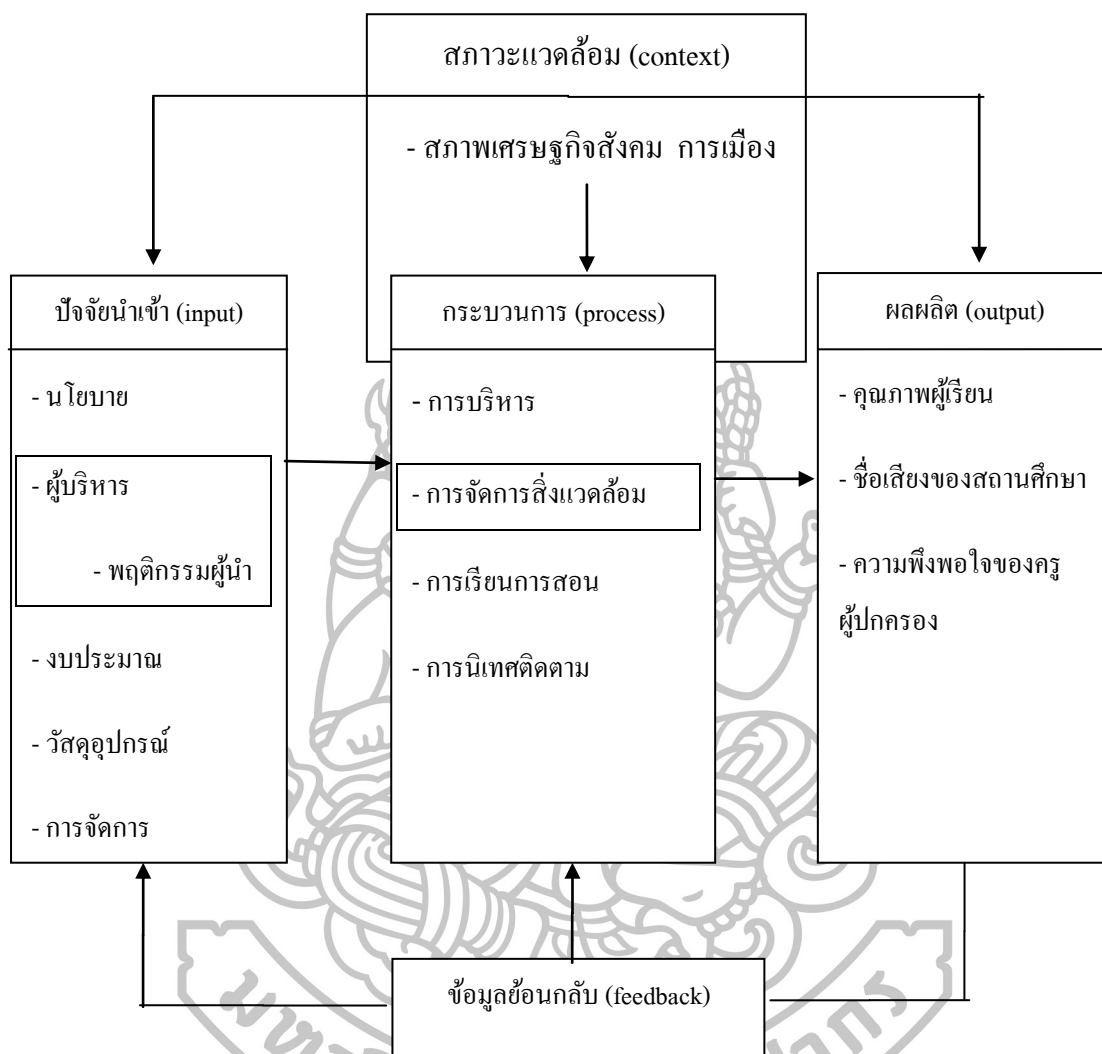 สภาวะแวดล้อม (context)
- สภาพเศรษฐกิจสังคม การเมือง
ปัจจัยนำเข้า (input)
- นโยบาย
- ผู้บริหาร
- พฤติกรรมผู้นำ
- งบประมาณ
- วัสดุอุปกรณ์
- การจัดการ
กระบวนการ (process)
- การบริหาร
- การจัดการสิ่งแวดล้อม
- การเรียนการสอน
- การนิเทศติดตาม
ผลผลิต (output)
- คุณภาพผู้เรียน
- ชื่อเสียงของสถานศึกษา
- ความพึงพอใจของครู
ผู้ปกครอง
ข้อมูลย้อนกลับ (feedback)